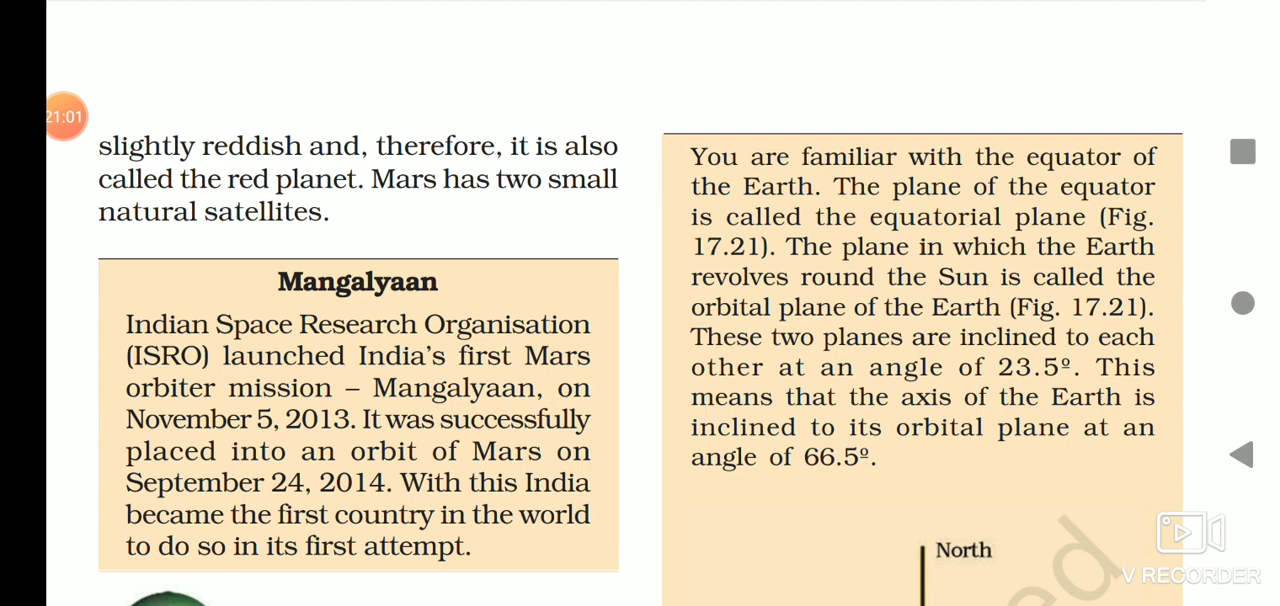 21:01
slightly reddish and, therefore, it is also
called the red planet. Mars has two small
natural satellites.
Mangalyaan
Indian Space Research Organisation
(ISRO) launched India’s first Mars
orbiter mission – Mangalyaan, on
November 5, 2013. It was successfully
placed into an orbit of Mars on
September 24, 2014. With this India
became the first country in the world
to do so in its first attempt.
You are familiar with the equator of
the Earth. The plane of the equator
is called the equatorial plane (Fig.
17.21). The plane in which the Earth
revolves round the Sun is called the
orbital plane of the Earth (Fig. 17.21).
These two planes are inclined to each
other at an angle of 23.5º. This
means that the axis of the Earth is
inclined to its orbital plane at an
angle of 66.5º.
North
ed
V RECORDER